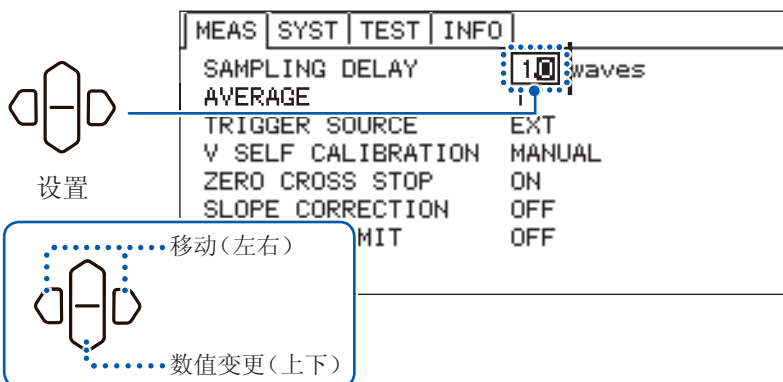 MEAS SYST TEST INFO
SAMPLING DELAY 1.0 waves
AVERAGE
TRIGGER SOURCE EXT
V SELF CALIBRATION MANUAL
ZERO CROSS STOP ON
SLOPE CORRECTION OFF
MIT OFF
设置
移动(左右)
数值变更(上下)